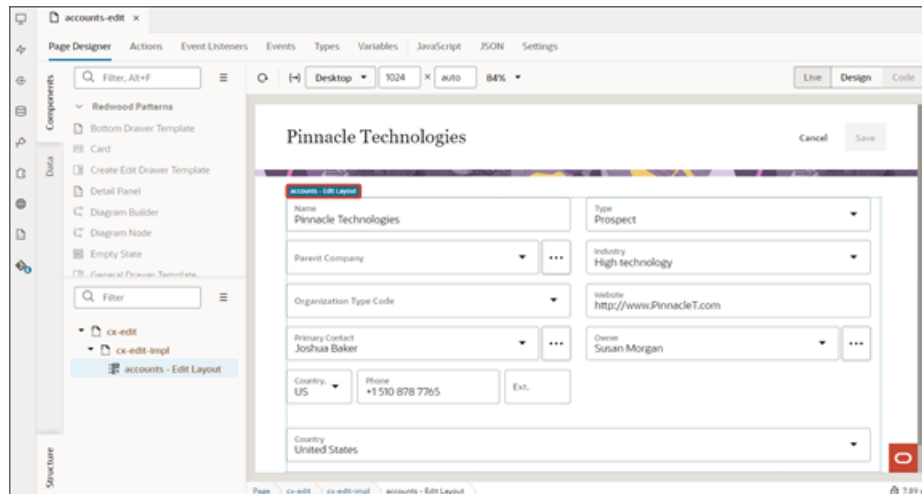 accounts-edit ×
Page Designer Actions Event Listeners Events Types Variables JavaScript JSON Settings
Components
Data
Structure
Filter, Alt+F
Redwood Patterns
Bottom Drawer Template
Card
Create Edit Drawer Template
Detail Panel
Diagram Builder
Diagram Node
Empty State
General Drawer Template
Filter
cx-edit
cx-edit-impl
accounts - Edit Layout
Desktop 1024 × auto 84% Live Design Code
Pinnacle Technologies Cancel Save
accounts - Edit Layout
Name
Pinnacle Technologies
Type
Prospect
Parent Company
Industry
High technology
Organization Type Code
Website
http://www.PinnacleT.com
Primary Contact
Joshua Baker
Owner
Susan Morgan
Country.
US
Phone
+1 510 878 7765
Ext.
Country
United States
Page cx-edit cx-edit-impl accounts - Edit Layout